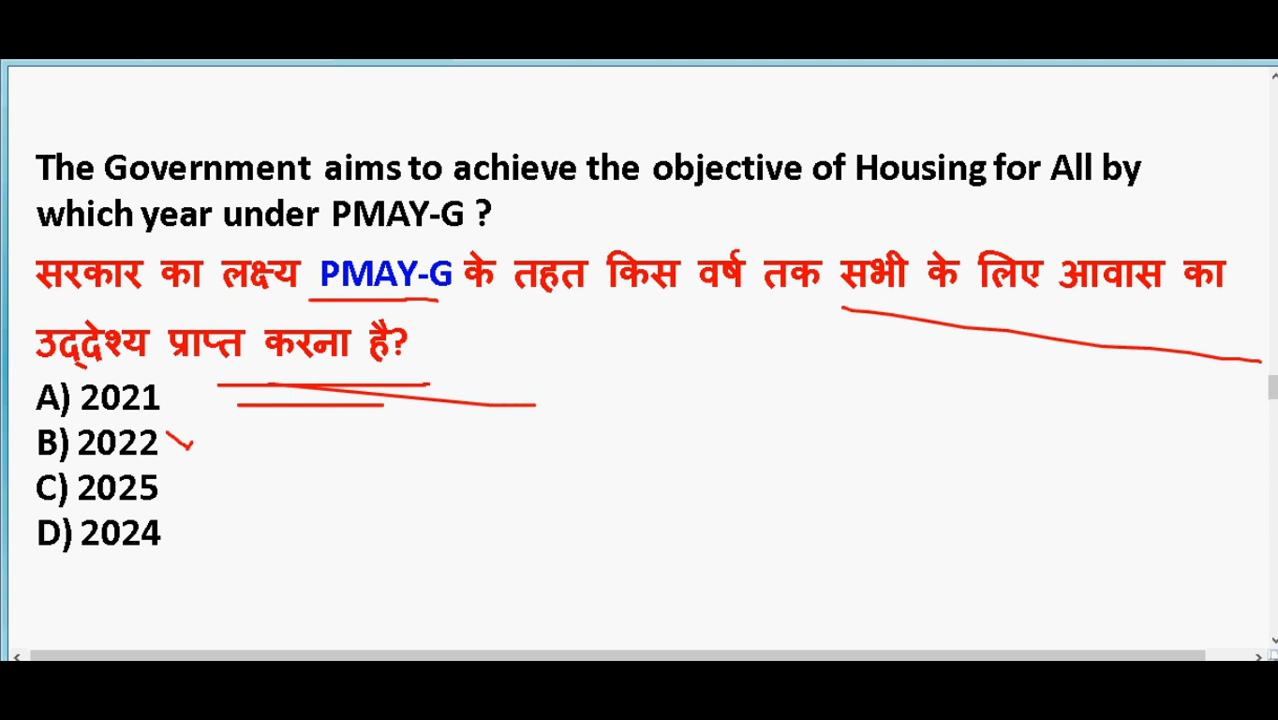 The Government aims to achieve the objective of Housing for All by
which year under PMAY-G ?
सरकार का लक्ष्य PMAY-G के तहत किस वर्ष तक सभी के लिए आवास का
उद्देश्य प्राप्त करना है?
A) 2021
B) 2022
C) 2025
D) 2024